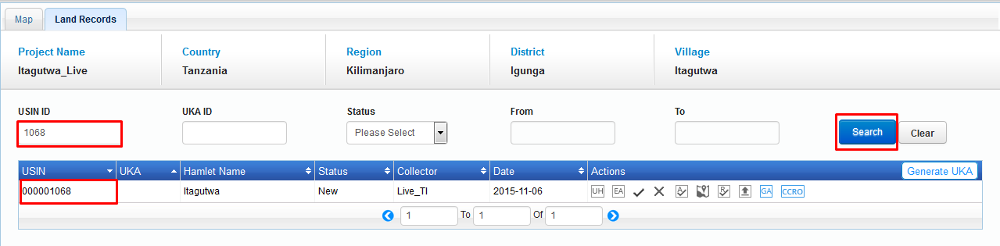 Map Land Records
Project Name Country Region District Village
Itagutwa_Live Tanzania Kilimanjaro Igunga Itagutwa
USIN ID UKA ID Status From To
1068 Please Select Search Clear
USIN UKA Hamlet Name Status Collector Date Actions Generate UKA
000001068 Itagutwa New Live_TI 2015-11-06 UH EA A R GA CCRO
1 To 1 Of 1